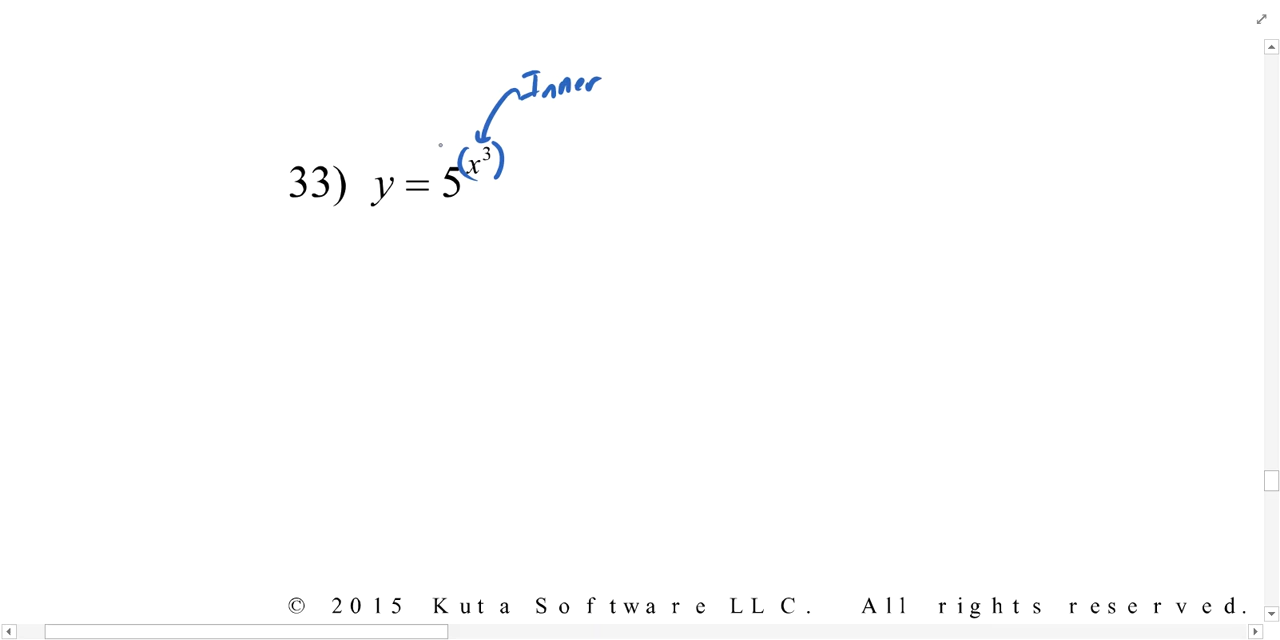 Inner
33) y = 5^(x^3)
© 2015 Kuta Software LLC. All rights reserved.